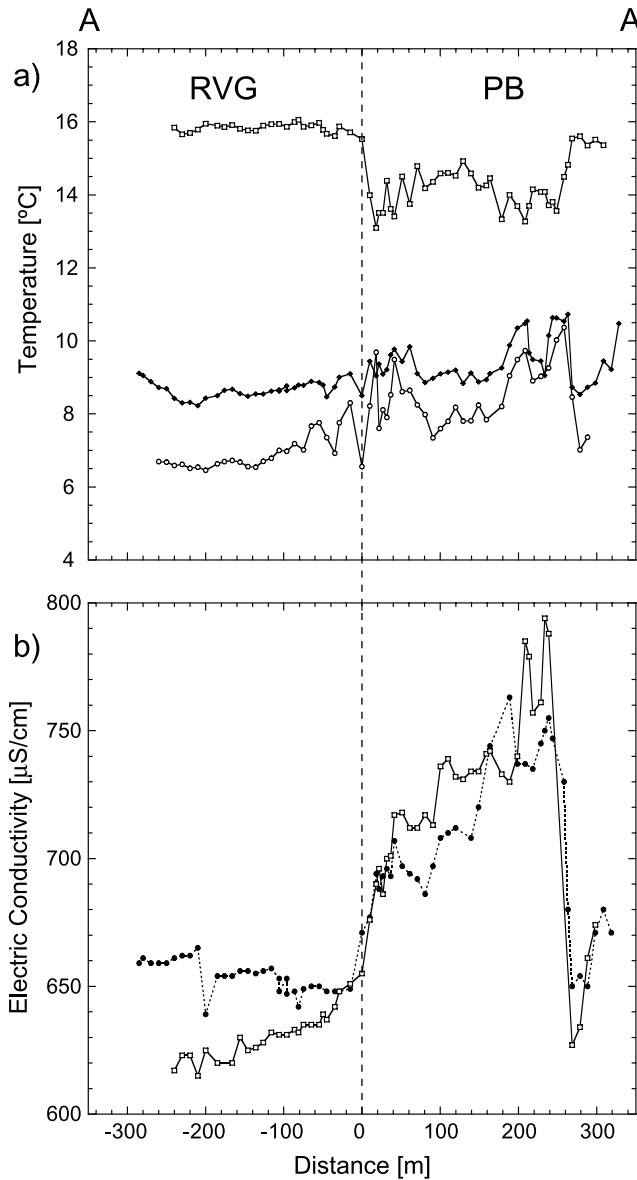 A A
a)
RVG PB
18
16
14
12
10
8
6
4
Temperature [ºC]
b)
800
750
700
650
600
Electric Conductivity [µS/cm]
-300 -200 -100 0 100 200 300
Distance [m]